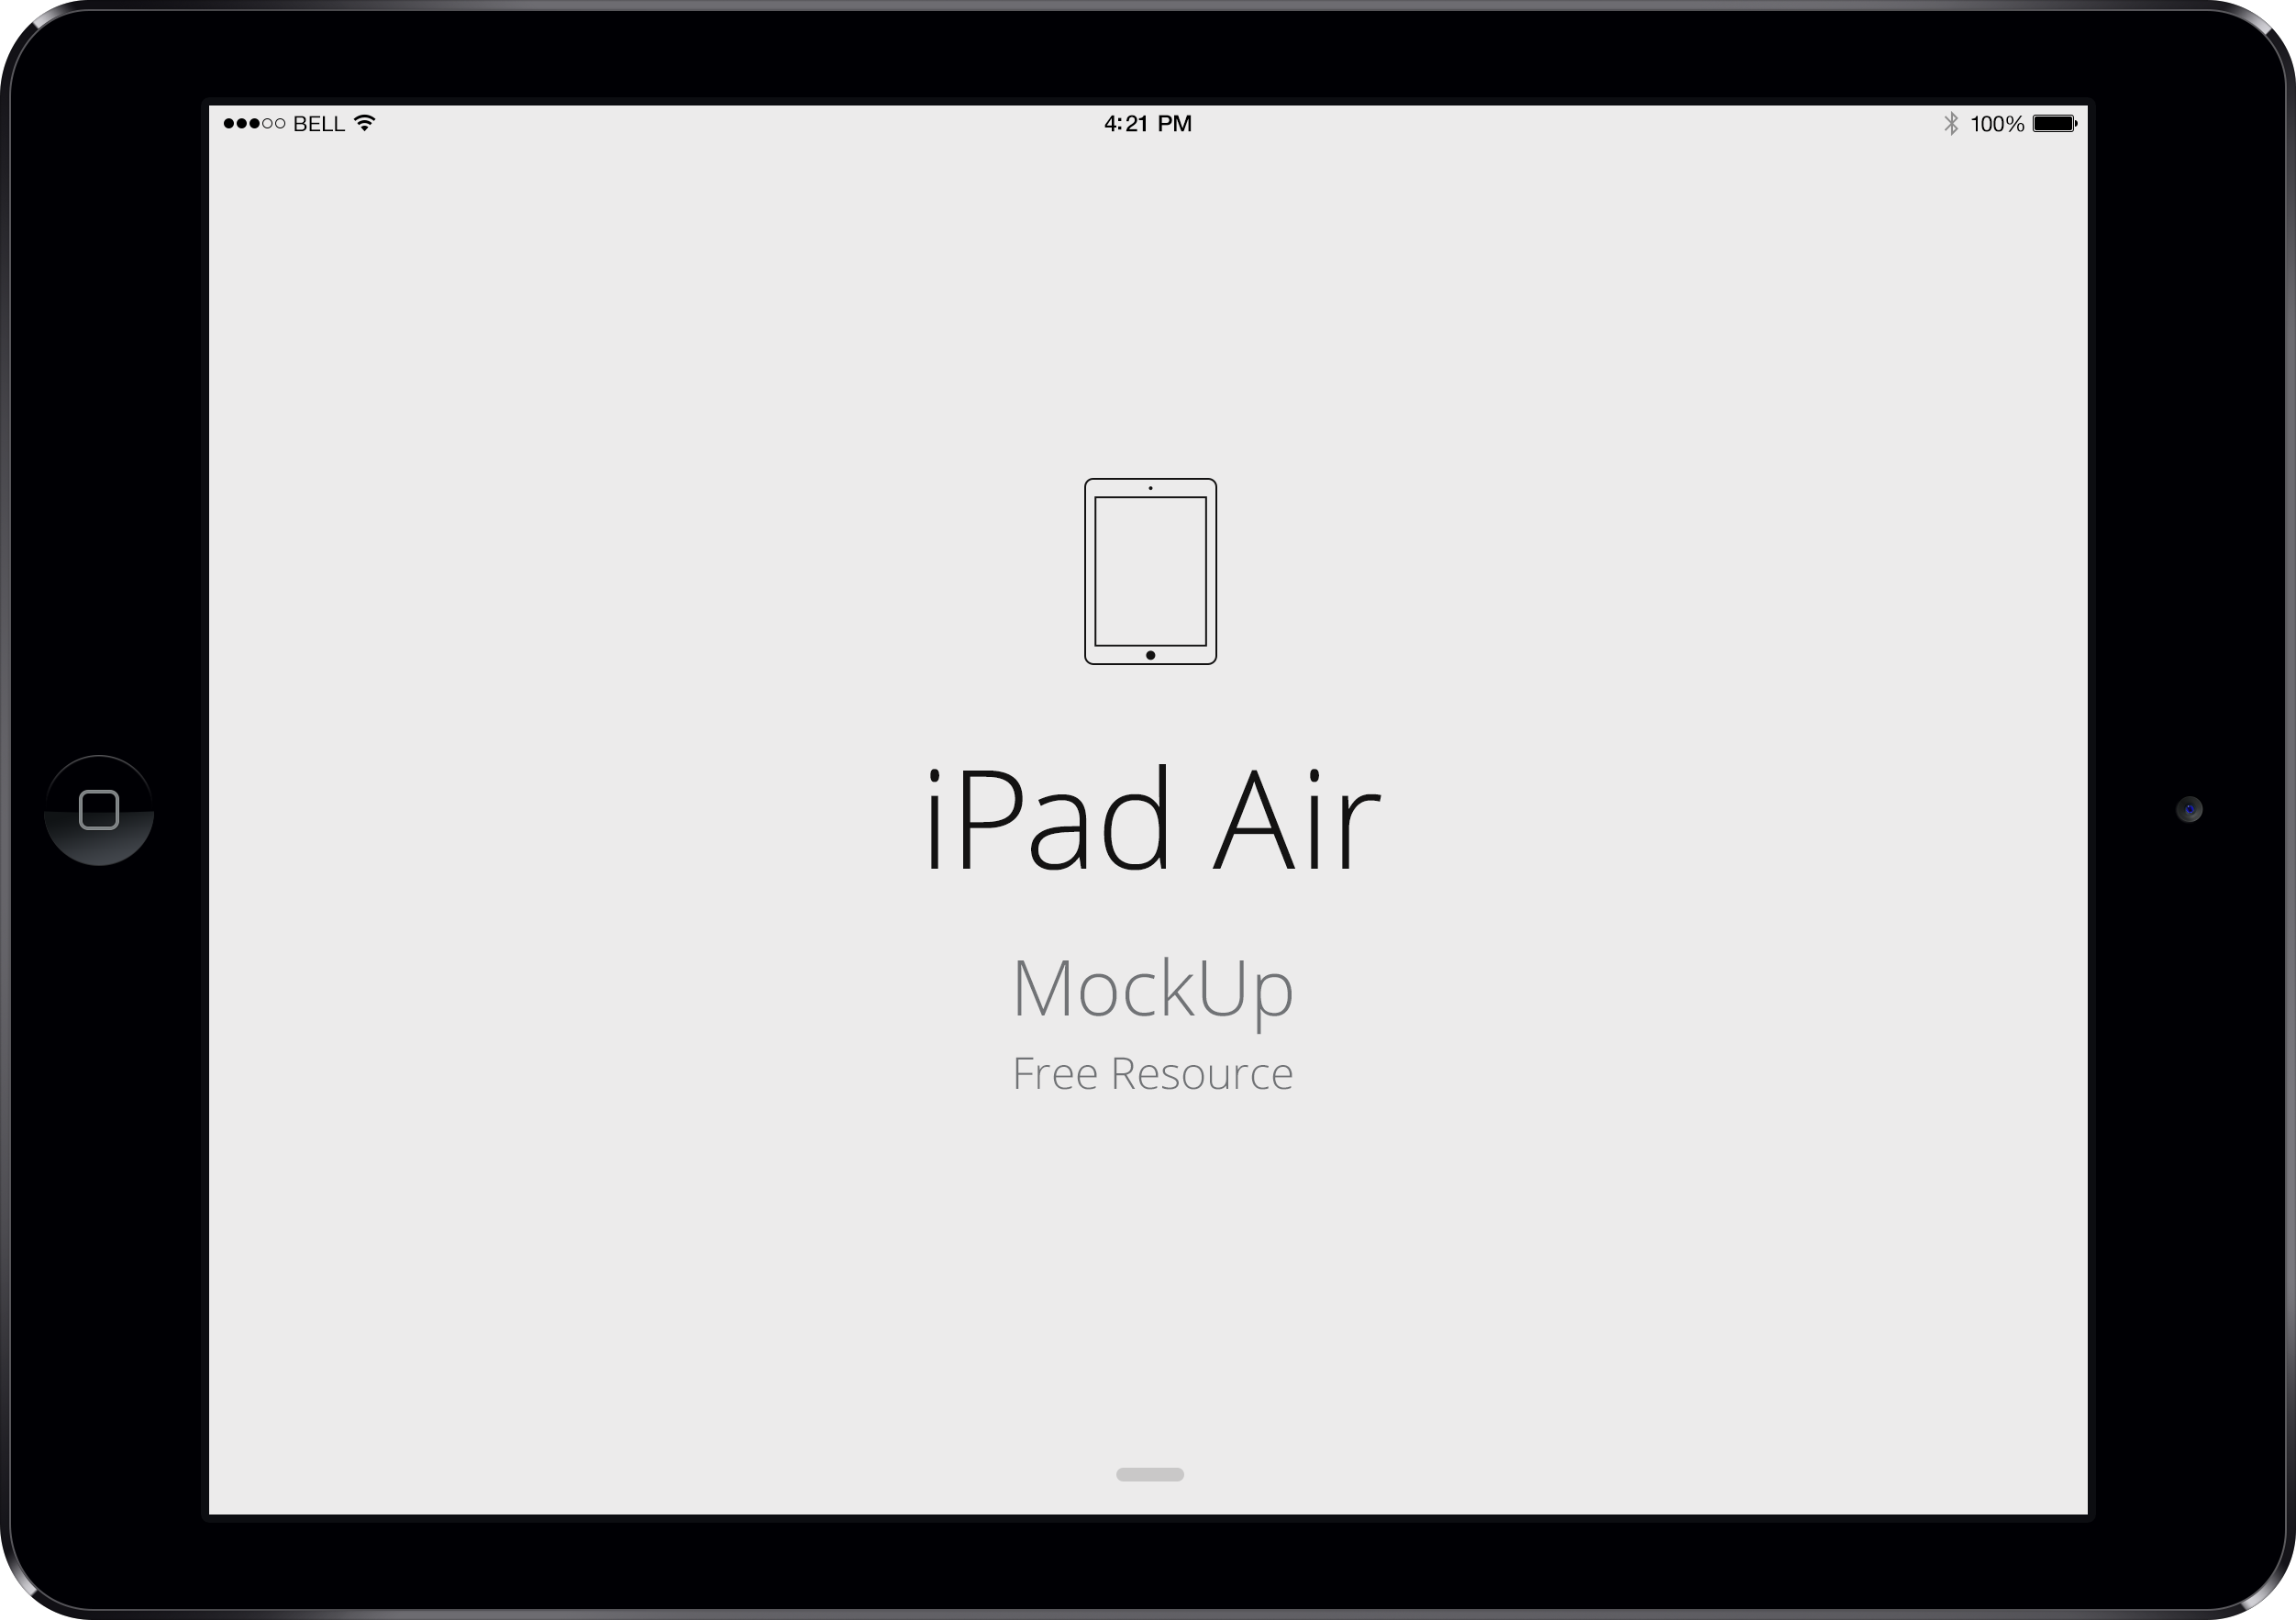 BELL 4:21 PM 100%
iPad Air
MockUp
Free Resource